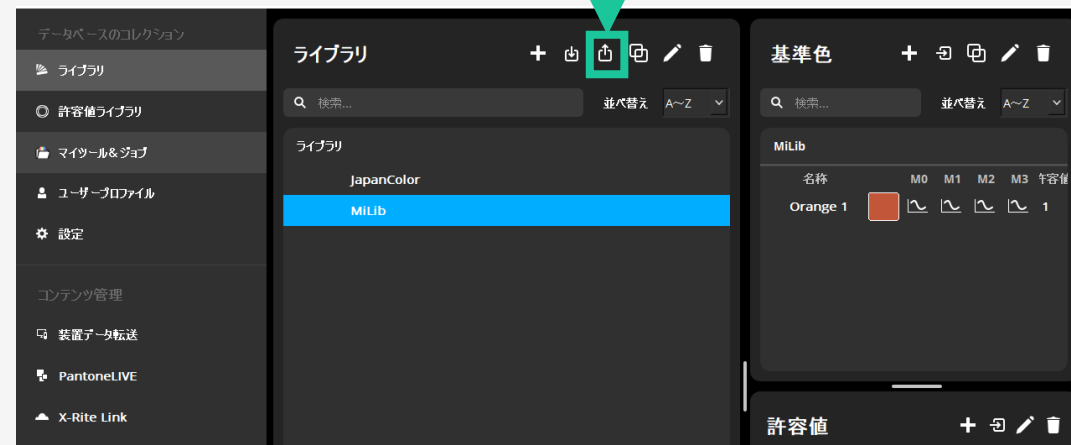 データベースのコレクション
ライブラリ
許容値ライブラリ
マイツール&ジョブ
ユーザープロファイル
設定
コンテンツ管理
装置データ転送
PantoneLIVE
X-Rite Link
ライブラリ
検索...
並べ替え A～Z
ライブラリ
JapanColor
MiLib
基準色
検索...
並べ替え A～Z
MiLib
名称 M0 M1 M2 M3 許容値
Orange 1 1
許容値